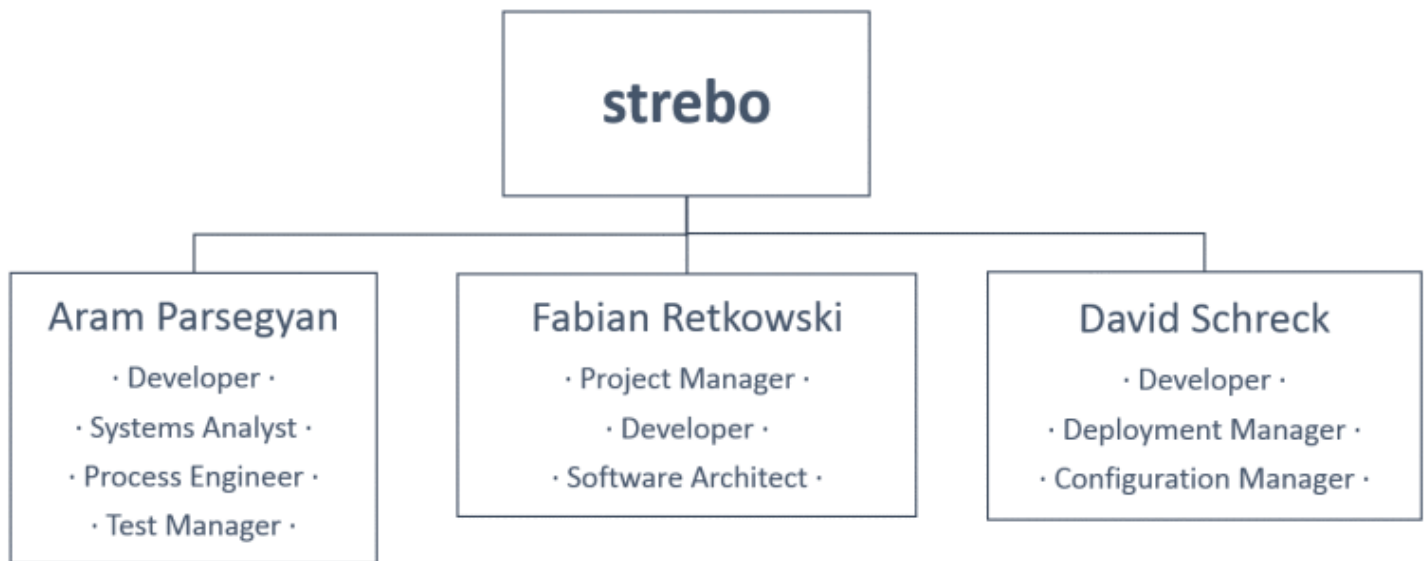 strebo
Aram Parsegyan
· Developer ·
· Systems Analyst ·
· Process Engineer ·
· Test Manager ·
Fabian Retkowski
· Project Manager ·
· Developer ·
· Software Architect ·
David Schreck
· Developer ·
· Deployment Manager ·
· Configuration Manager ·